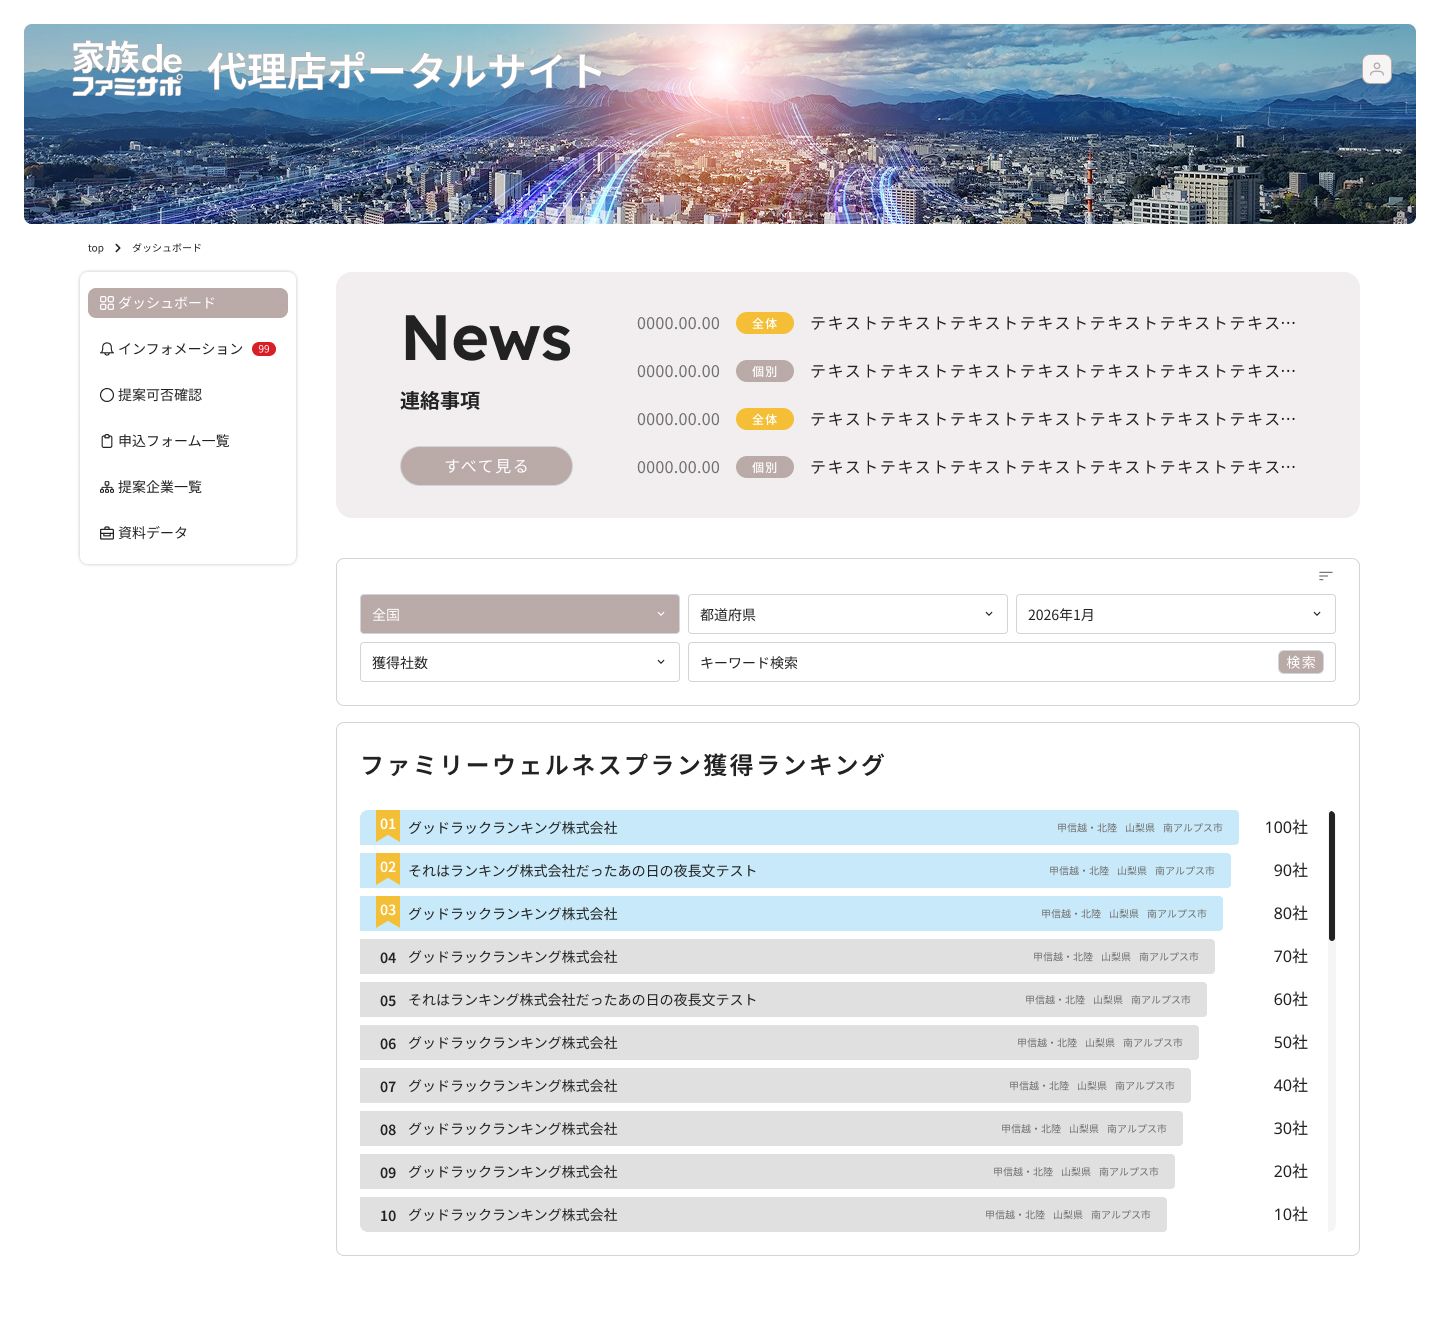 家族de
ファミサポ
代理店ポータルサイト
top
ダッシュボード
ダッシュボード
インフォメーション 99
提案可否確認
申込フォーム一覧
提案企業一覧
資料データ
News
連絡事項
すべて見る
0000.00.00 全体 テキストテキストテキストテキストテキストテキストテキス…
0000.00.00 個別 テキストテキストテキストテキストテキストテキストテキス…
0000.00.00 全体 テキストテキストテキストテキストテキストテキストテキス…
0000.00.00 個別 テキストテキストテキストテキストテキストテキストテキス…
全国 都道府県 2026年1月
獲得社数 キーワード検索 検索
ファミリーウェルネスプラン獲得ランキング
01 グッドラックランキング株式会社 甲信越・北陸 山梨県 南アルプス市 100社
02 それはランキング株式会社だったあの日の夜長文テスト 甲信越・北陸 山梨県 南アルプス市 90社
03 グッドラックランキング株式会社 甲信越・北陸 山梨県 南アルプス市 80社
04 グッドラックランキング株式会社 甲信越・北陸 山梨県 南アルプス市 70社
05 それはランキング株式会社だったあの日の夜長文テスト 甲信越・北陸 山梨県 南アルプス市 60社
06 グッドラックランキング株式会社 甲信越・北陸 山梨県 南アルプス市 50社
07 グッドラックランキング株式会社 甲信越・北陸 山梨県 南アルプス市 40社
08 グッドラックランキング株式会社 甲信越・北陸 山梨県 南アルプス市 30社
09 グッドラックランキング株式会社 甲信越・北陸 山梨県 南アルプス市 20社
10 グッドラックランキング株式会社 甲信越・北陸 山梨県 南アルプス市 10社